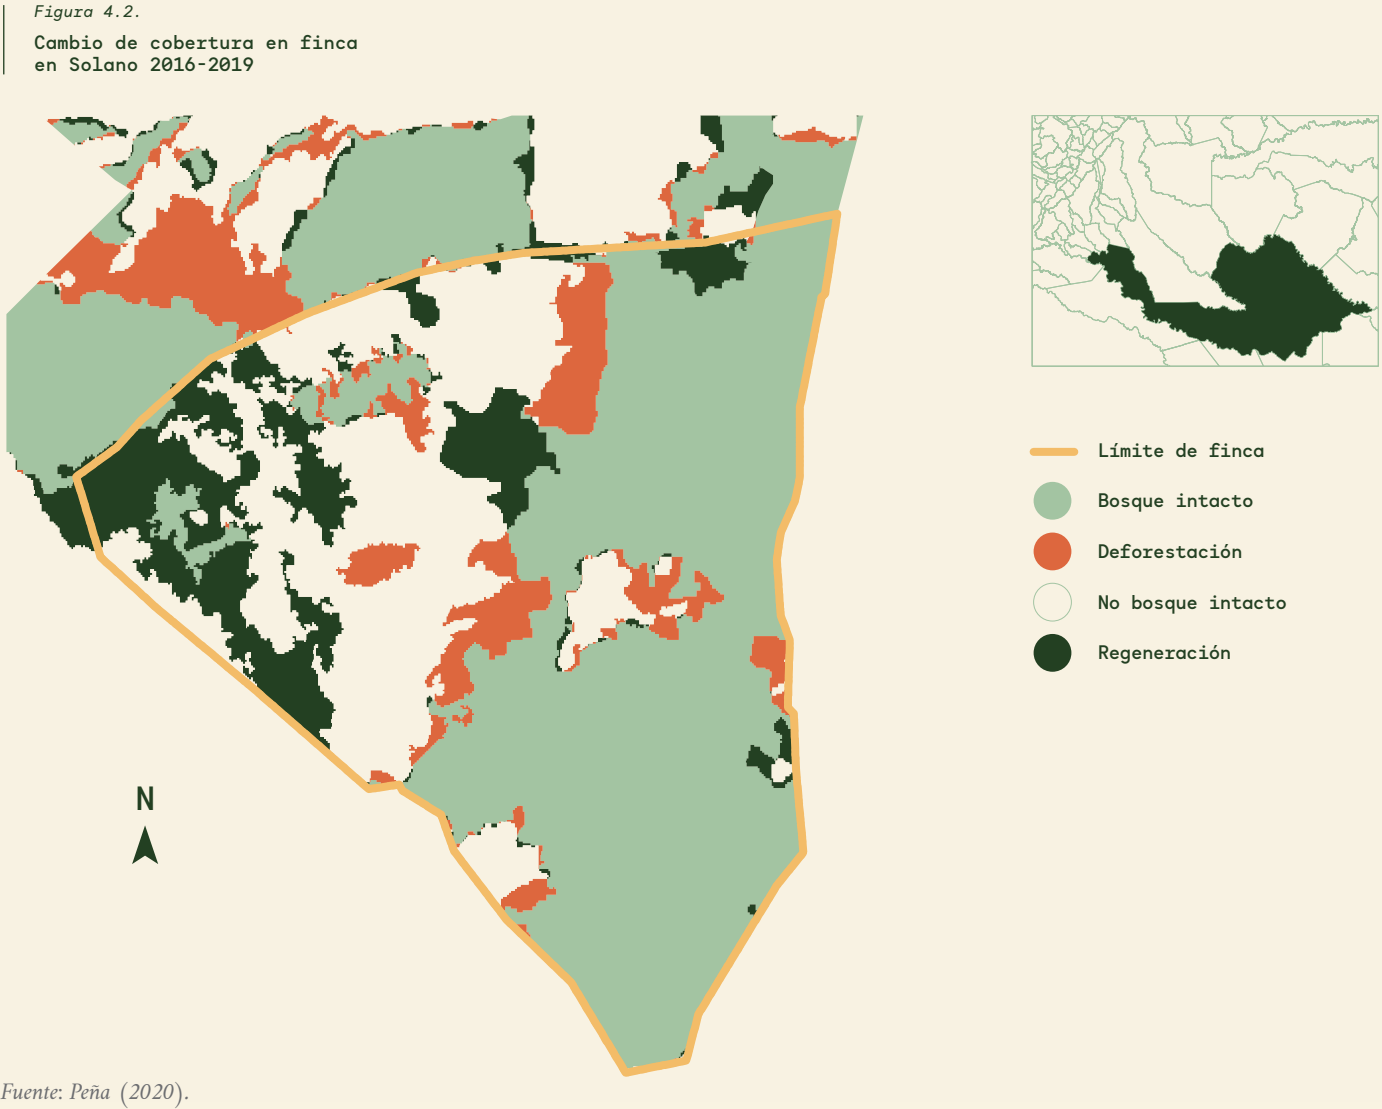 Figura 4.2.
Cambio de cobertura en finca
en Solano 2016-2019
Límite de finca
Bosque intacto
Deforestación
No bosque intacto
Regeneración
N
Fuente: Peña (2020).